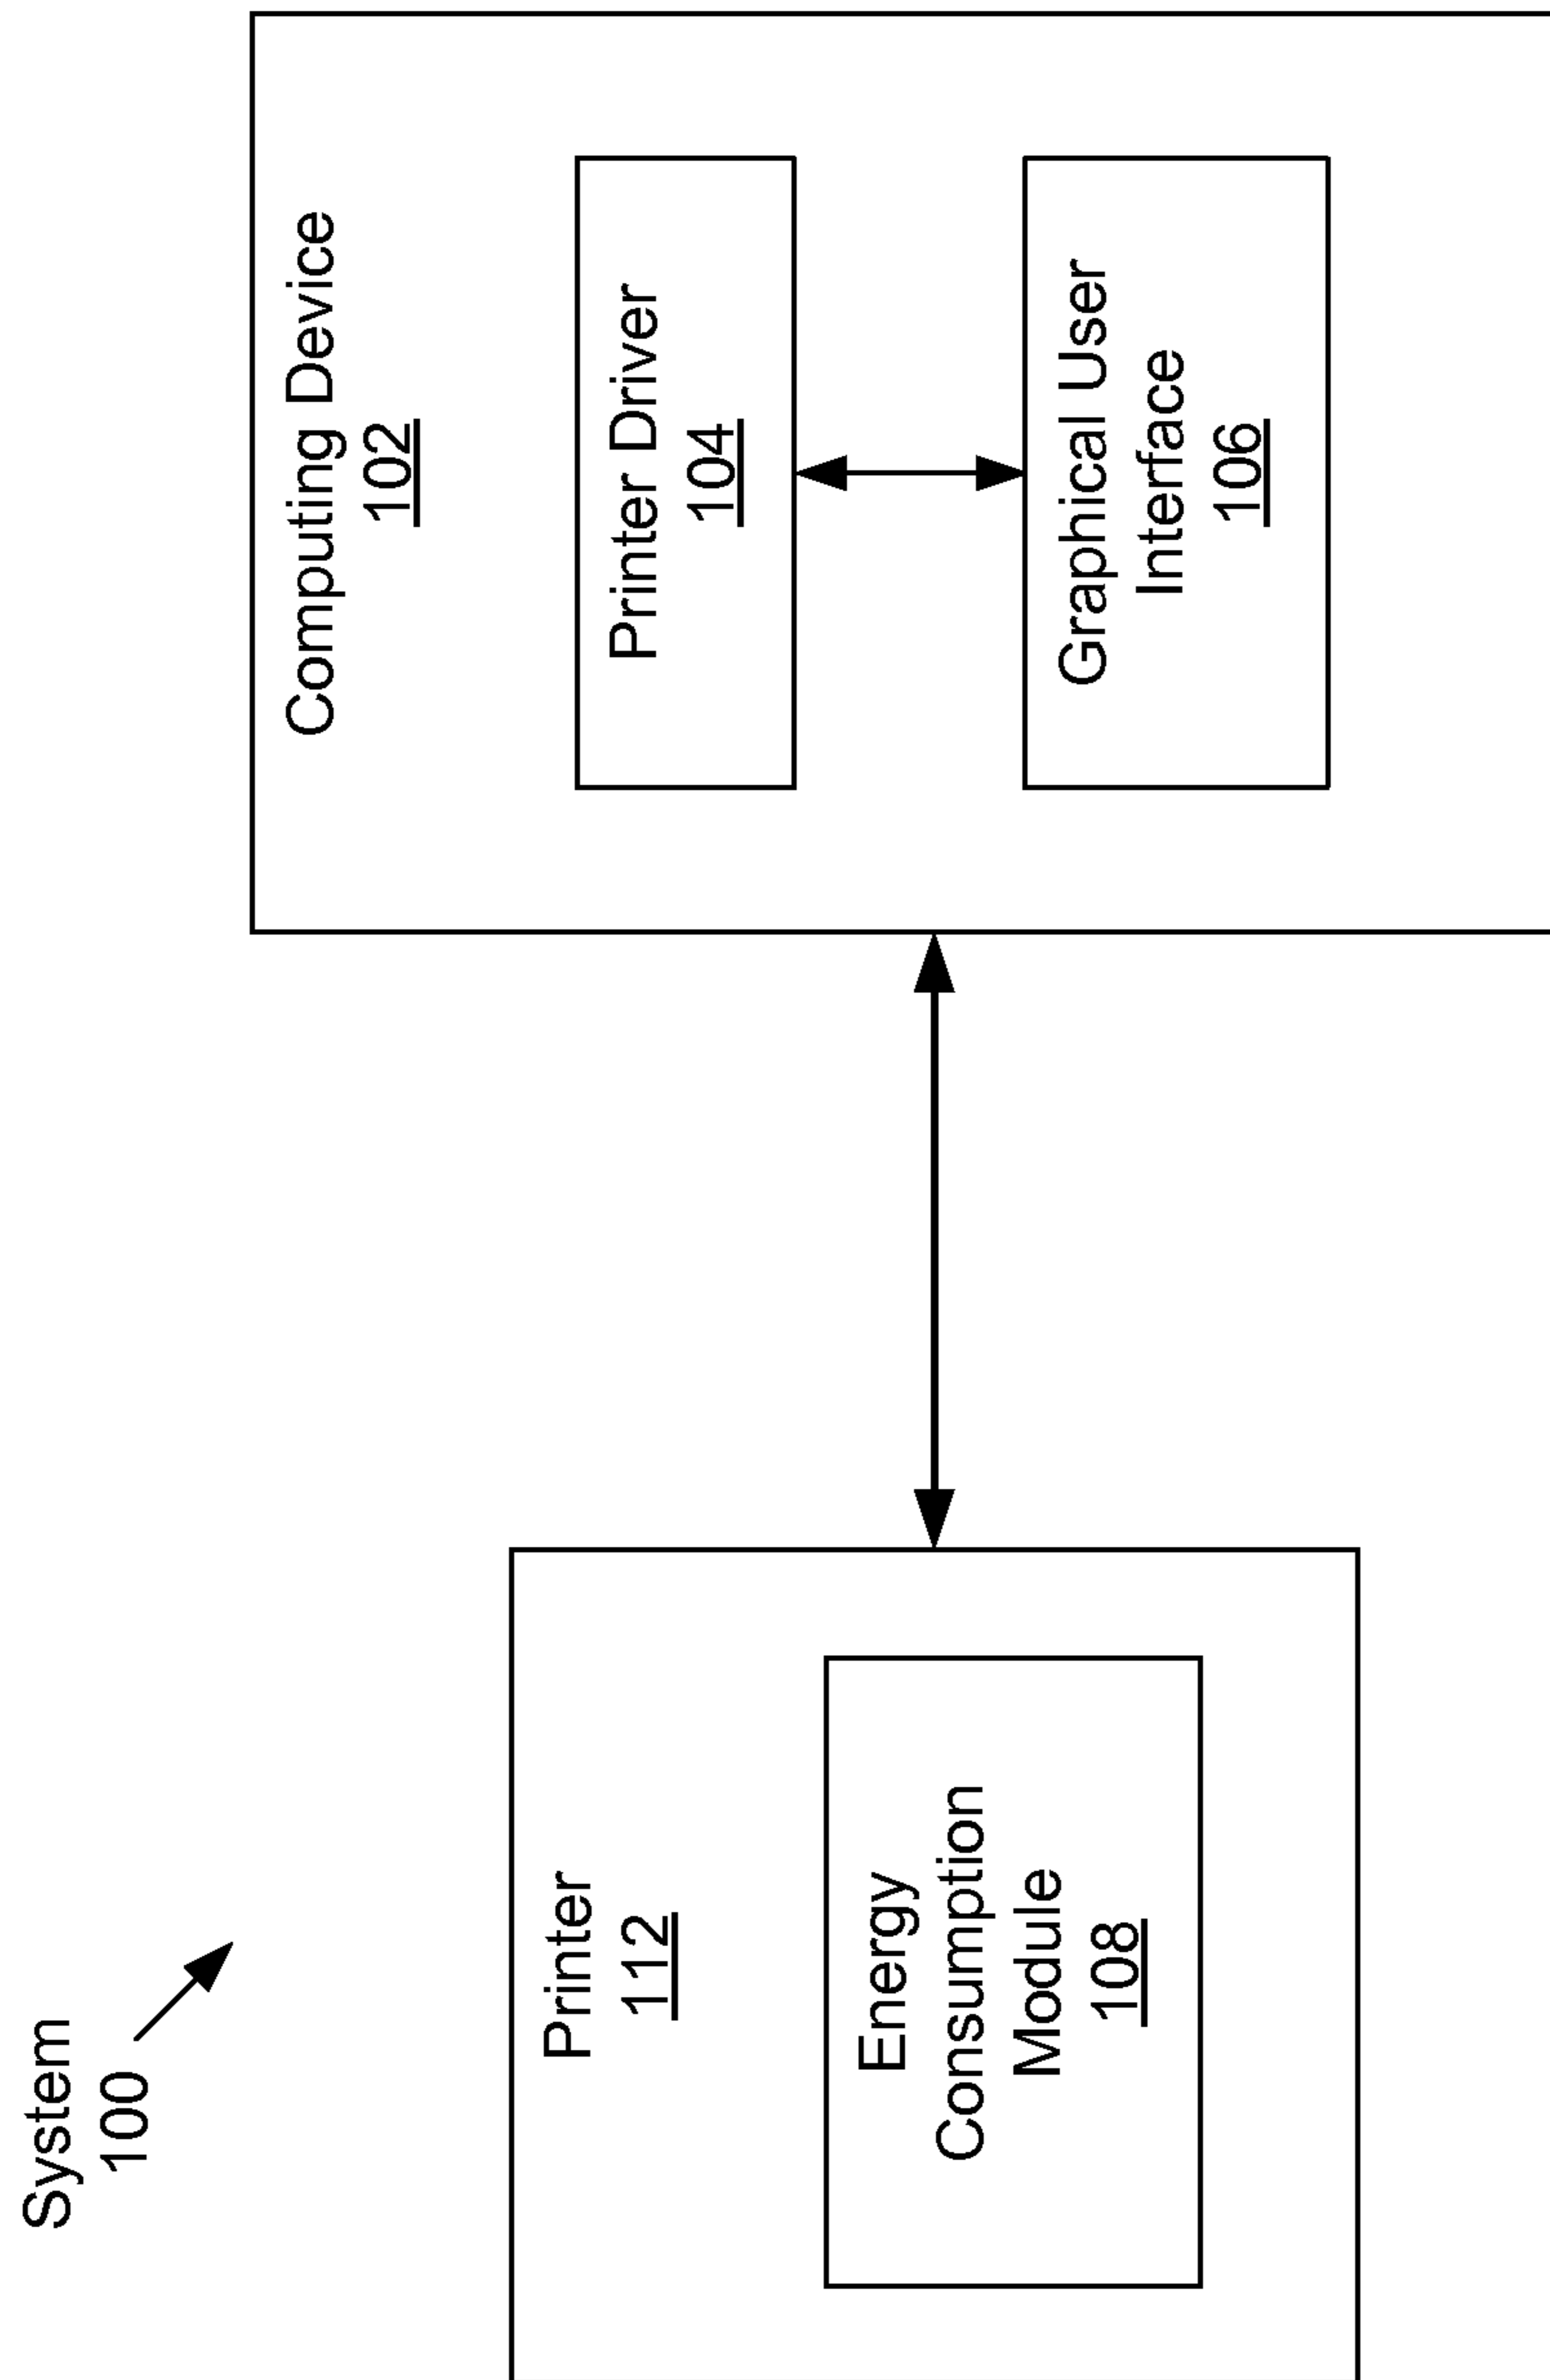 System
100
Printer
112
Energy
Consumption
Module
108
Computing Device
102
Printer Driver
104
Graphical User
Interface
106